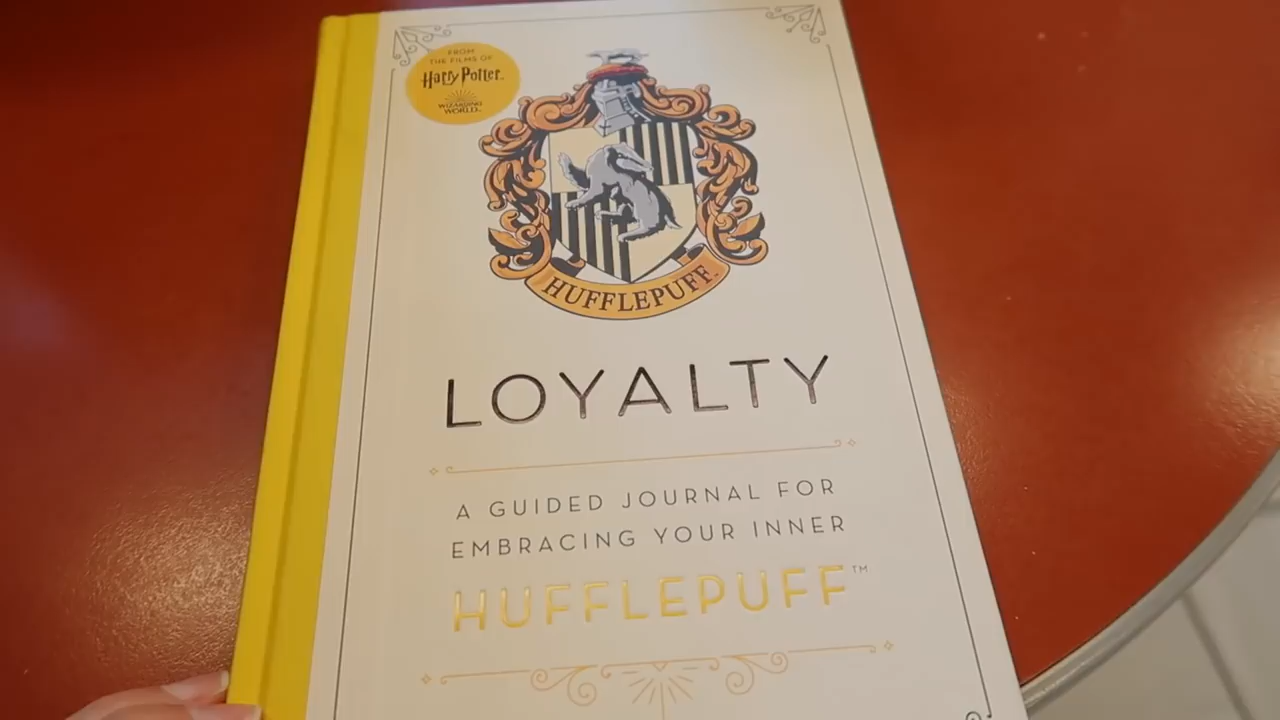 FROM
THE FILMS OF
Harry Potter
WIZARDING
WORLD
HUFFLEPUFF
LOYALTY
A GUIDED JOURNAL FOR
EMBRACING YOUR INNER
HUFFLEPUFF™